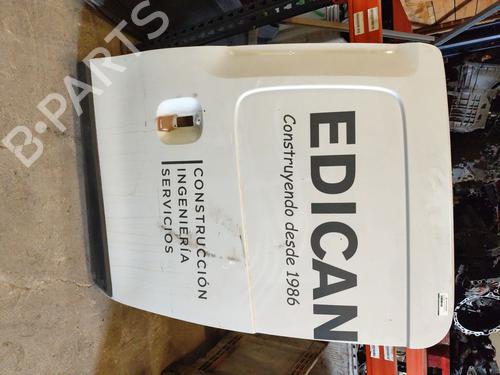 EDICAN
Construyendo desde 1986
CONSTRUCCIÓN
INGENIERÍA
SERVICIOS
B-PARTS